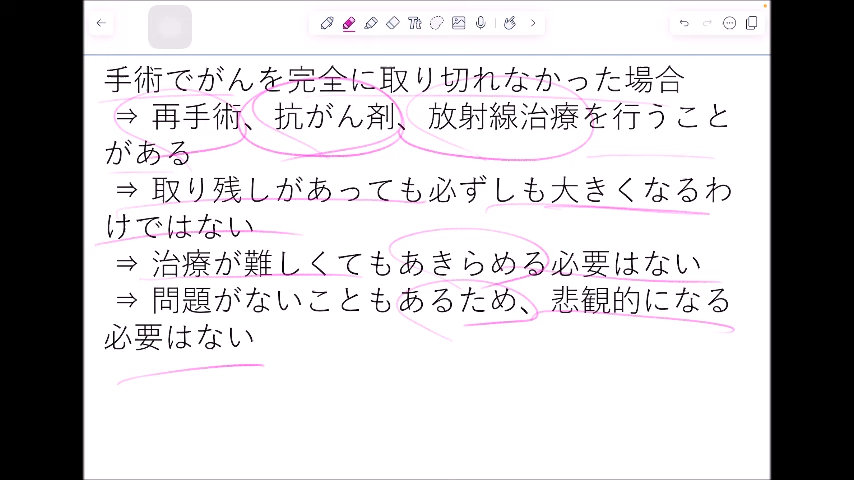 手術でがんを完全に取り切れなかった場合
⇒ 再手術、抗がん剤、放射線治療を行うこと
がある
⇒ 取り残しがあっても必ずしも大きくなるわ
けではない
⇒ 治療が難しくてもあきらめる必要はない
⇒ 問題がないこともあるため、悲観的になる
必要はない